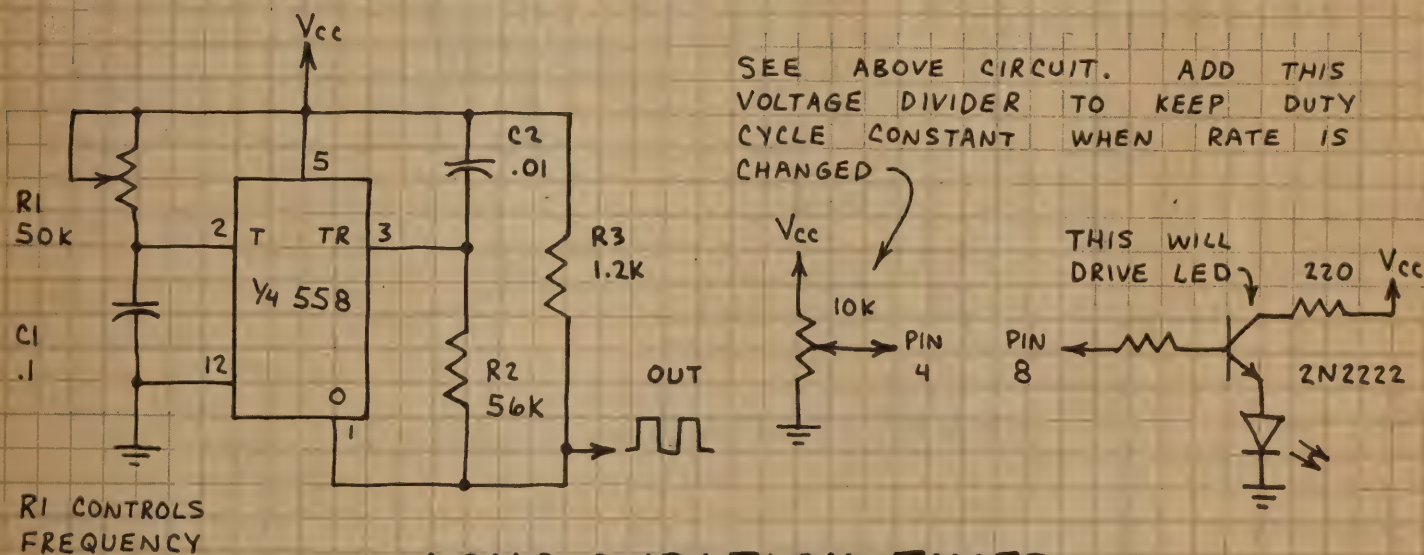 Vcc
C2
.01
5
R1
50K
2
T
TR
3
1/4 558
R3
1.2K
C1
.1
12
O
1
R2
56K
OUT
R1 CONTROLS
FREQUENCY
SEE ABOVE CIRCUIT. ADD THIS
VOLTAGE DIVIDER TO KEEP DUTY
CYCLE CONSTANT WHEN RATE IS
CHANGED
Vcc
10K
PIN
4
THIS WILL
DRIVE LED
220
Vcc
PIN
8
2N2222